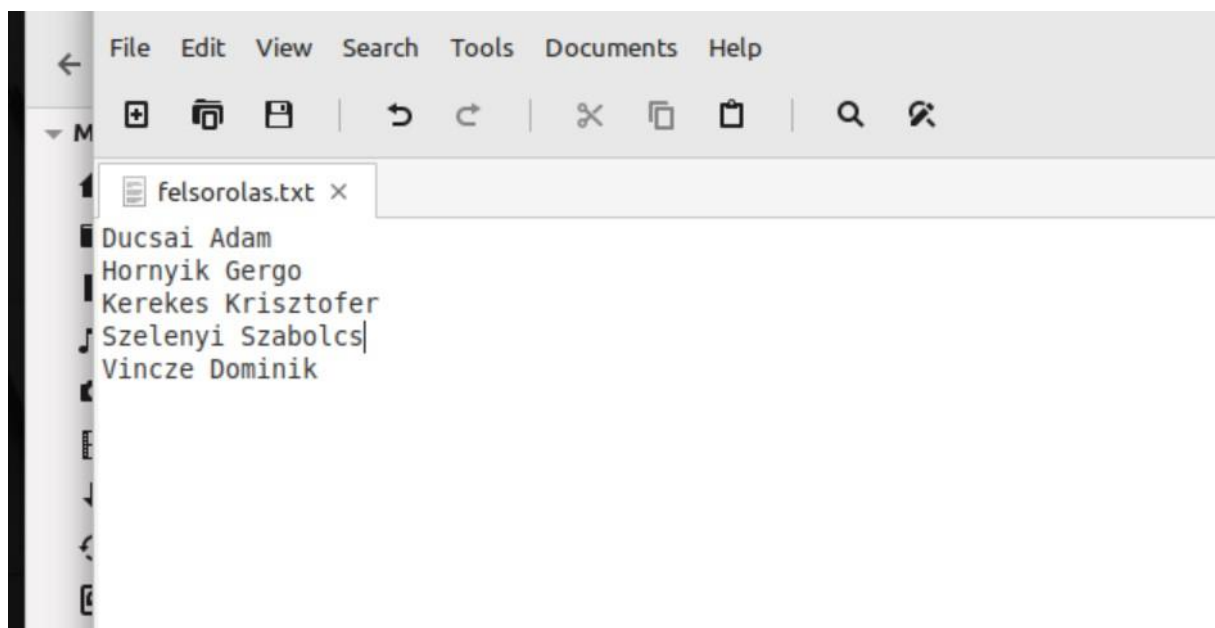 File Edit View Search Tools Documents Help
M
felsorolas.txt
Ducsai Adam
Hornyik Gergo
Kerekes Krisztofer
Szelenyi Szabolcs
Vincze Dominik